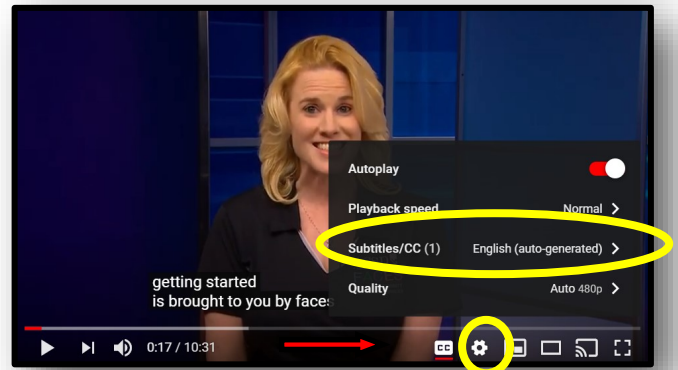 Autoplay
Playback speed Normal
Subtitles/CC (1) English (auto-generated)
getting started
is brought to you by faces
Quality Auto 480p
0:17 / 10:31 CC